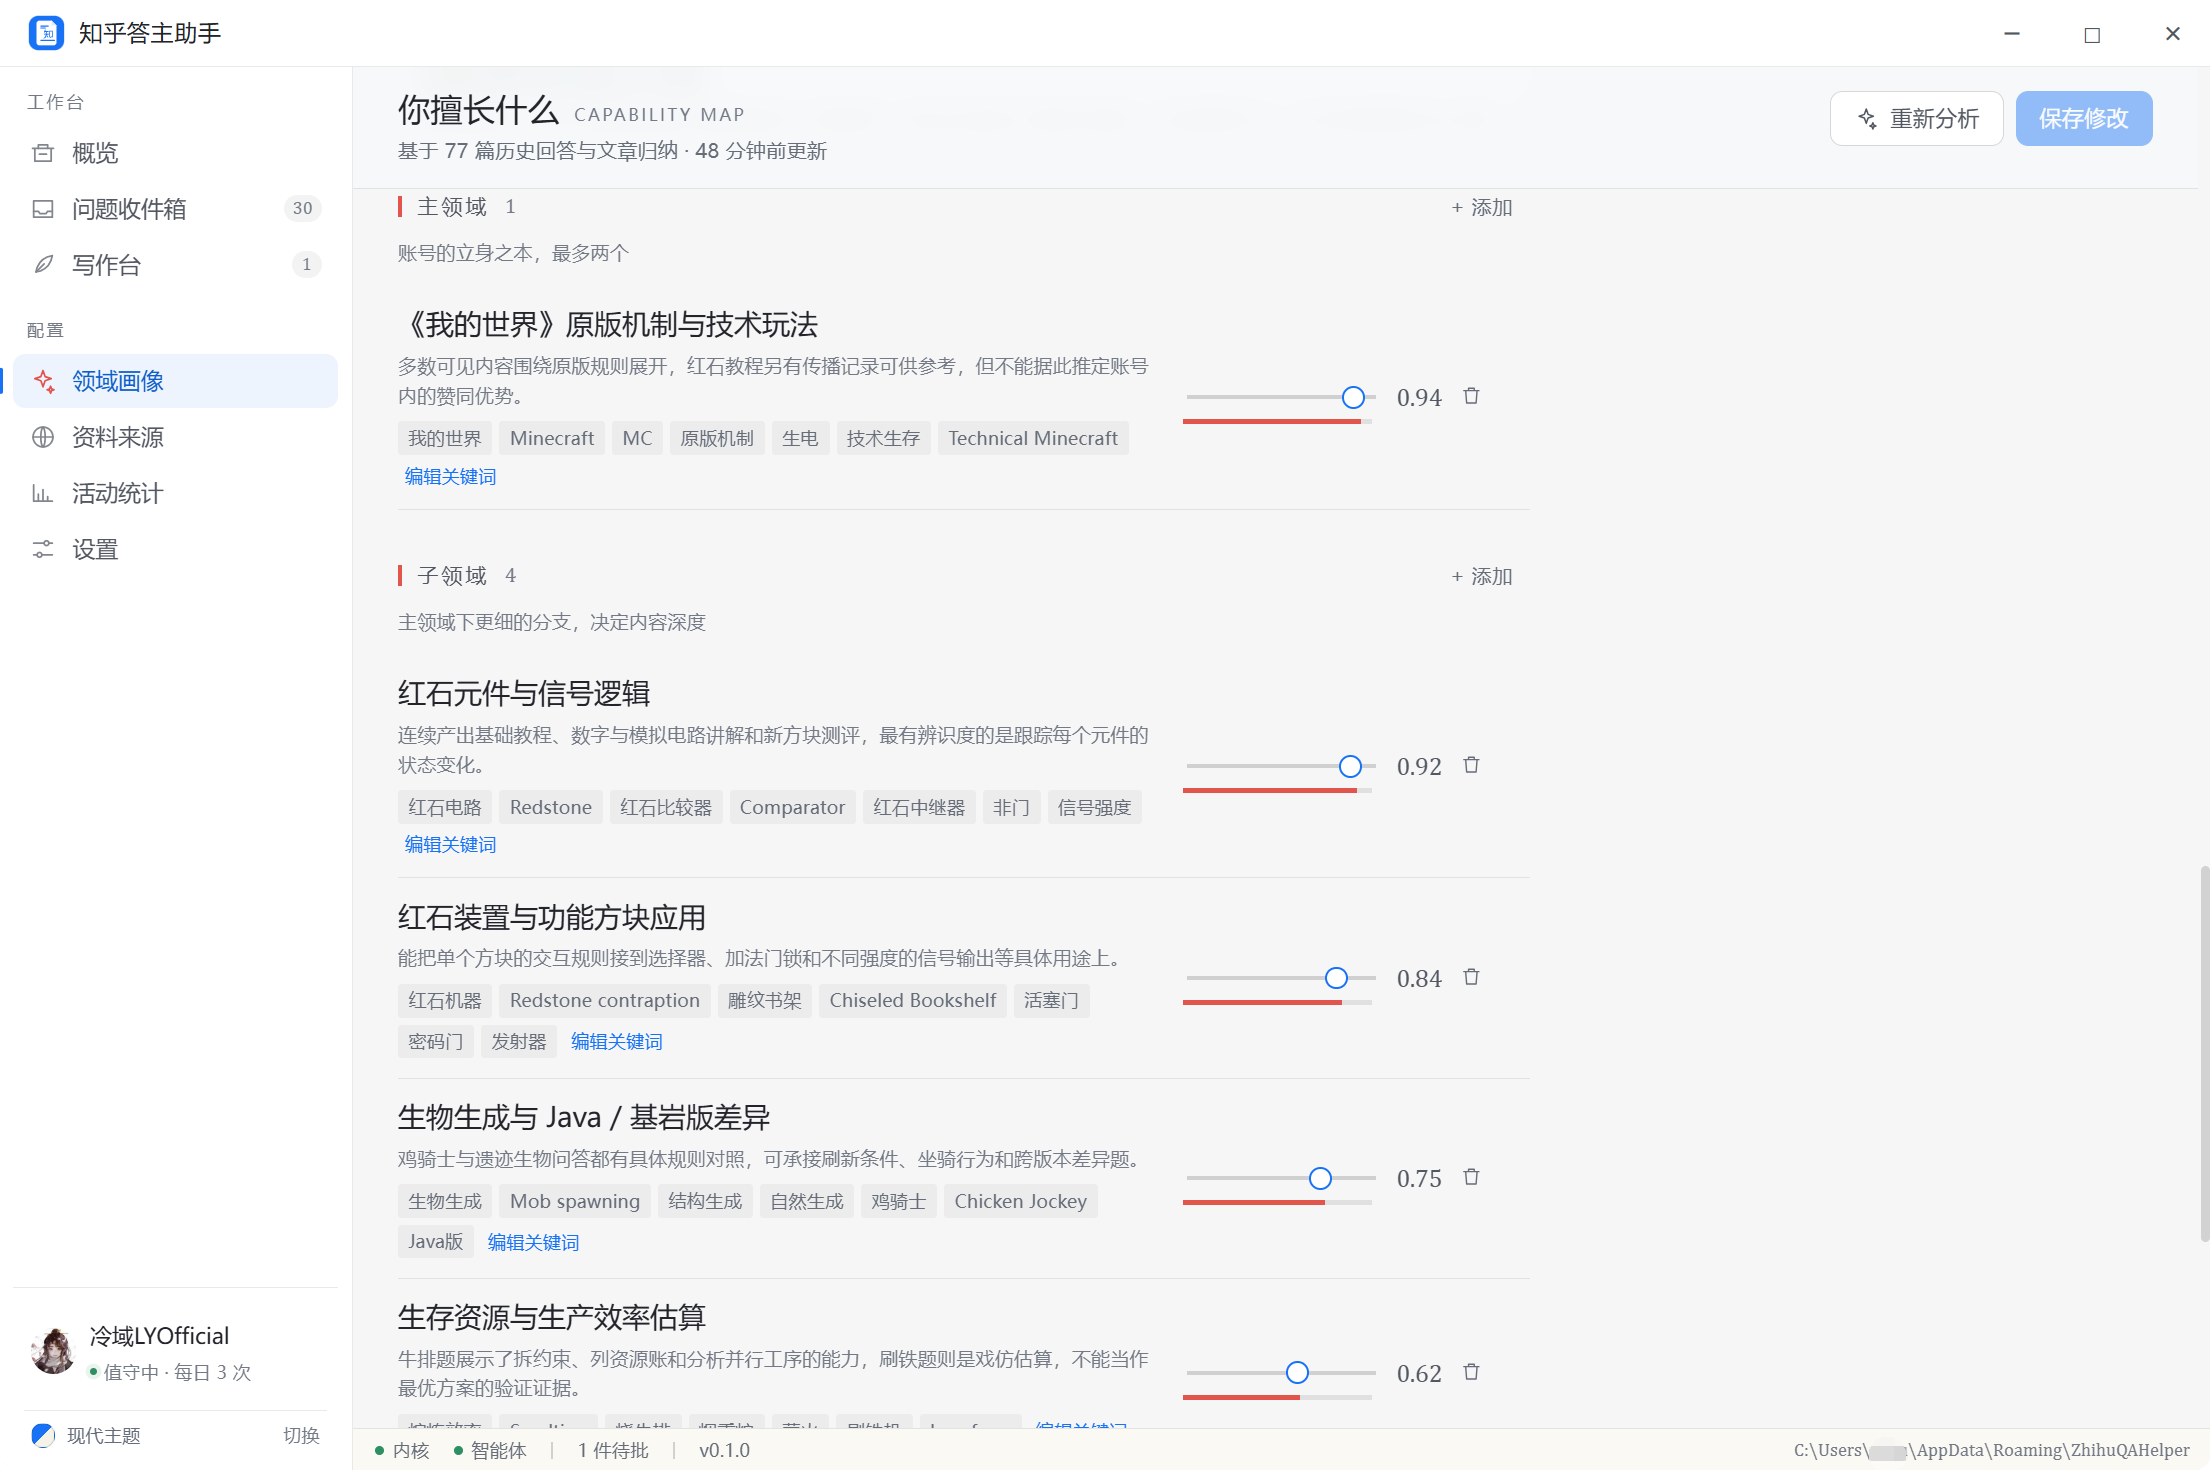 知乎答主助手
工作台
概览
问题收件箱 30
写作台 1
配置
领域画像
资料来源
活动统计
设置
冷域LYOfficial
值守中 · 每日 3 次
现代主题 切换
你擅长什么 CAPABILITY MAP
基于 77 篇历史回答与文章归纳 · 48 分钟前更新
重新分析
保存修改
主领域 1 + 添加
账号的立身之本，最多两个
《我的世界》原版机制与技术玩法
多数可见内容围绕原版规则展开，红石教程另有传播记录可供参考，但不能据此推定账号
内的赞同优势。
0.94
我的世界 Minecraft MC 原版机制 生电 技术生存 Technical Minecraft
编辑关键词
子领域 4 + 添加
主领域下更细的分支，决定内容深度
红石元件与信号逻辑
连续产出基础教程、数字与模拟电路讲解和新方块测评，最有辨识度的是跟踪每个元件的
状态变化。
0.92
红石电路 Redstone 红石比较器 Comparator 红石中继器 非门 信号强度
编辑关键词
红石装置与功能方块应用
能把单个方块的交互规则接到选择器、加法门锁和不同强度的信号输出等具体用途上。
0.84
红石机器 Redstone contraption 雕纹书架 Chiseled Bookshelf 活塞门
密码门 发射器 编辑关键词
生物生成与 Java / 基岩版差异
鸡骑士与遗迹生物问答都有具体规则对照，可承接刷新条件、坐骑行为和跨版本差异题。
0.75
生物生成 Mob spawning 结构生成 自然生成 鸡骑士 Chicken Jockey
Java版 编辑关键词
生存资源与生产效率估算
牛排题展示了拆约束、列资源账和分析并行工序的能力，刷铁题则是戏仿估算，不能当作
最优方案的验证证据。
0.62
编辑关键词
内核 智能体 | 1 件待批 | v0.1.0
C:\Users\ \AppData\Roaming\ZhihuQAHelper